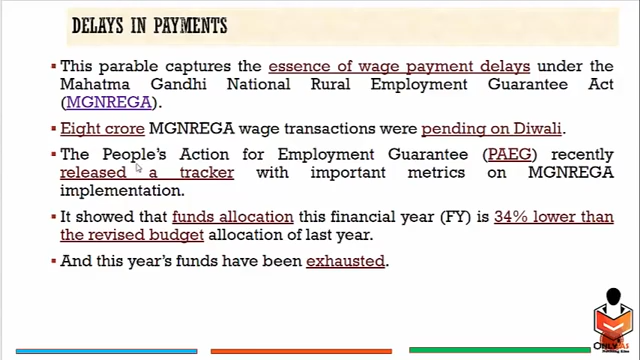 DELAYS IN PAYMENTS
▪ This parable captures the essence of wage payment delays under the
Mahatma Gandhi National Rural Employment Guarantee Act
(MGNREGA).
▪ Eight crore MGNREGA wage transactions were pending on Diwali.
▪ The People's Action for Employment Guarantee (PAEG) recently
released a tracker with important metrics on MGNREGA
implementation.
▪ It showed that funds allocation this financial year (FY) is 34% lower than
the revised budget allocation of last year.
▪ And this year's funds have been exhausted.